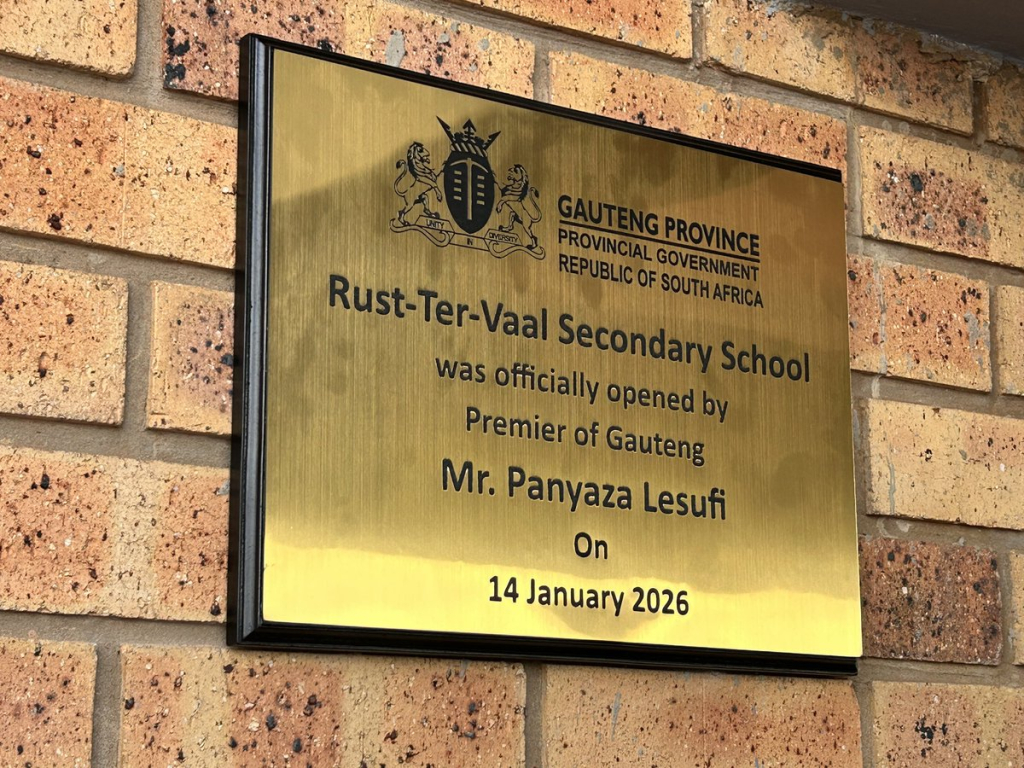 UNITY IN DIVERSITY
GAUTENG PROVINCE
PROVINCIAL GOVERNMENT
REPUBLIC OF SOUTH AFRICA
Rust-Ter-Vaal Secondary School
was officially opened by
Premier of Gauteng
Mr. Panyaza Lesufi
On
14 January 2026